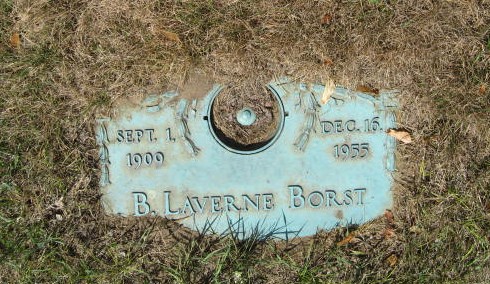 SEPT. 1, DEC. 16,
1909 1955
B. LAVERNE BORST